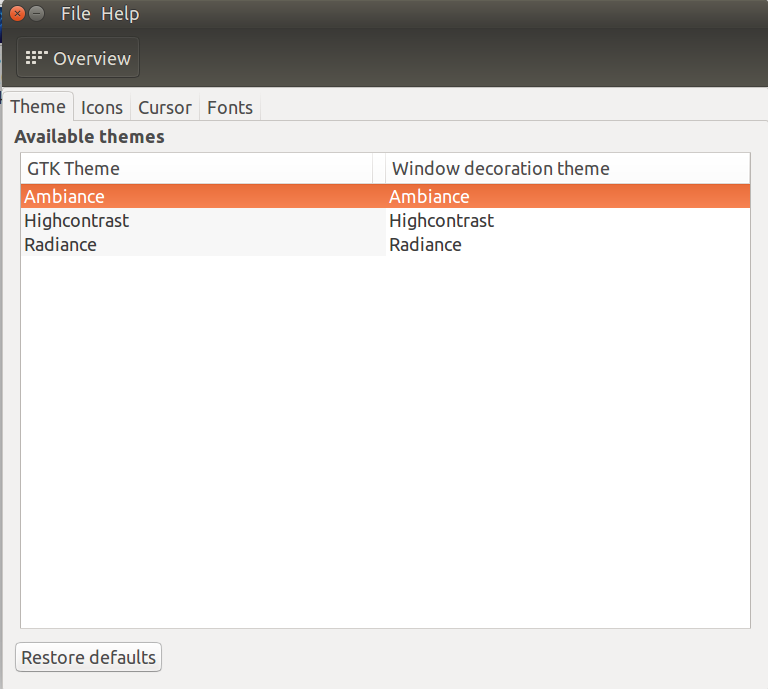 File Help
Overview
Theme Icons Cursor Fonts
Available themes
GTK Theme Window decoration theme
Ambiance Ambiance
Highcontrast Highcontrast
Radiance Radiance
Restore defaults